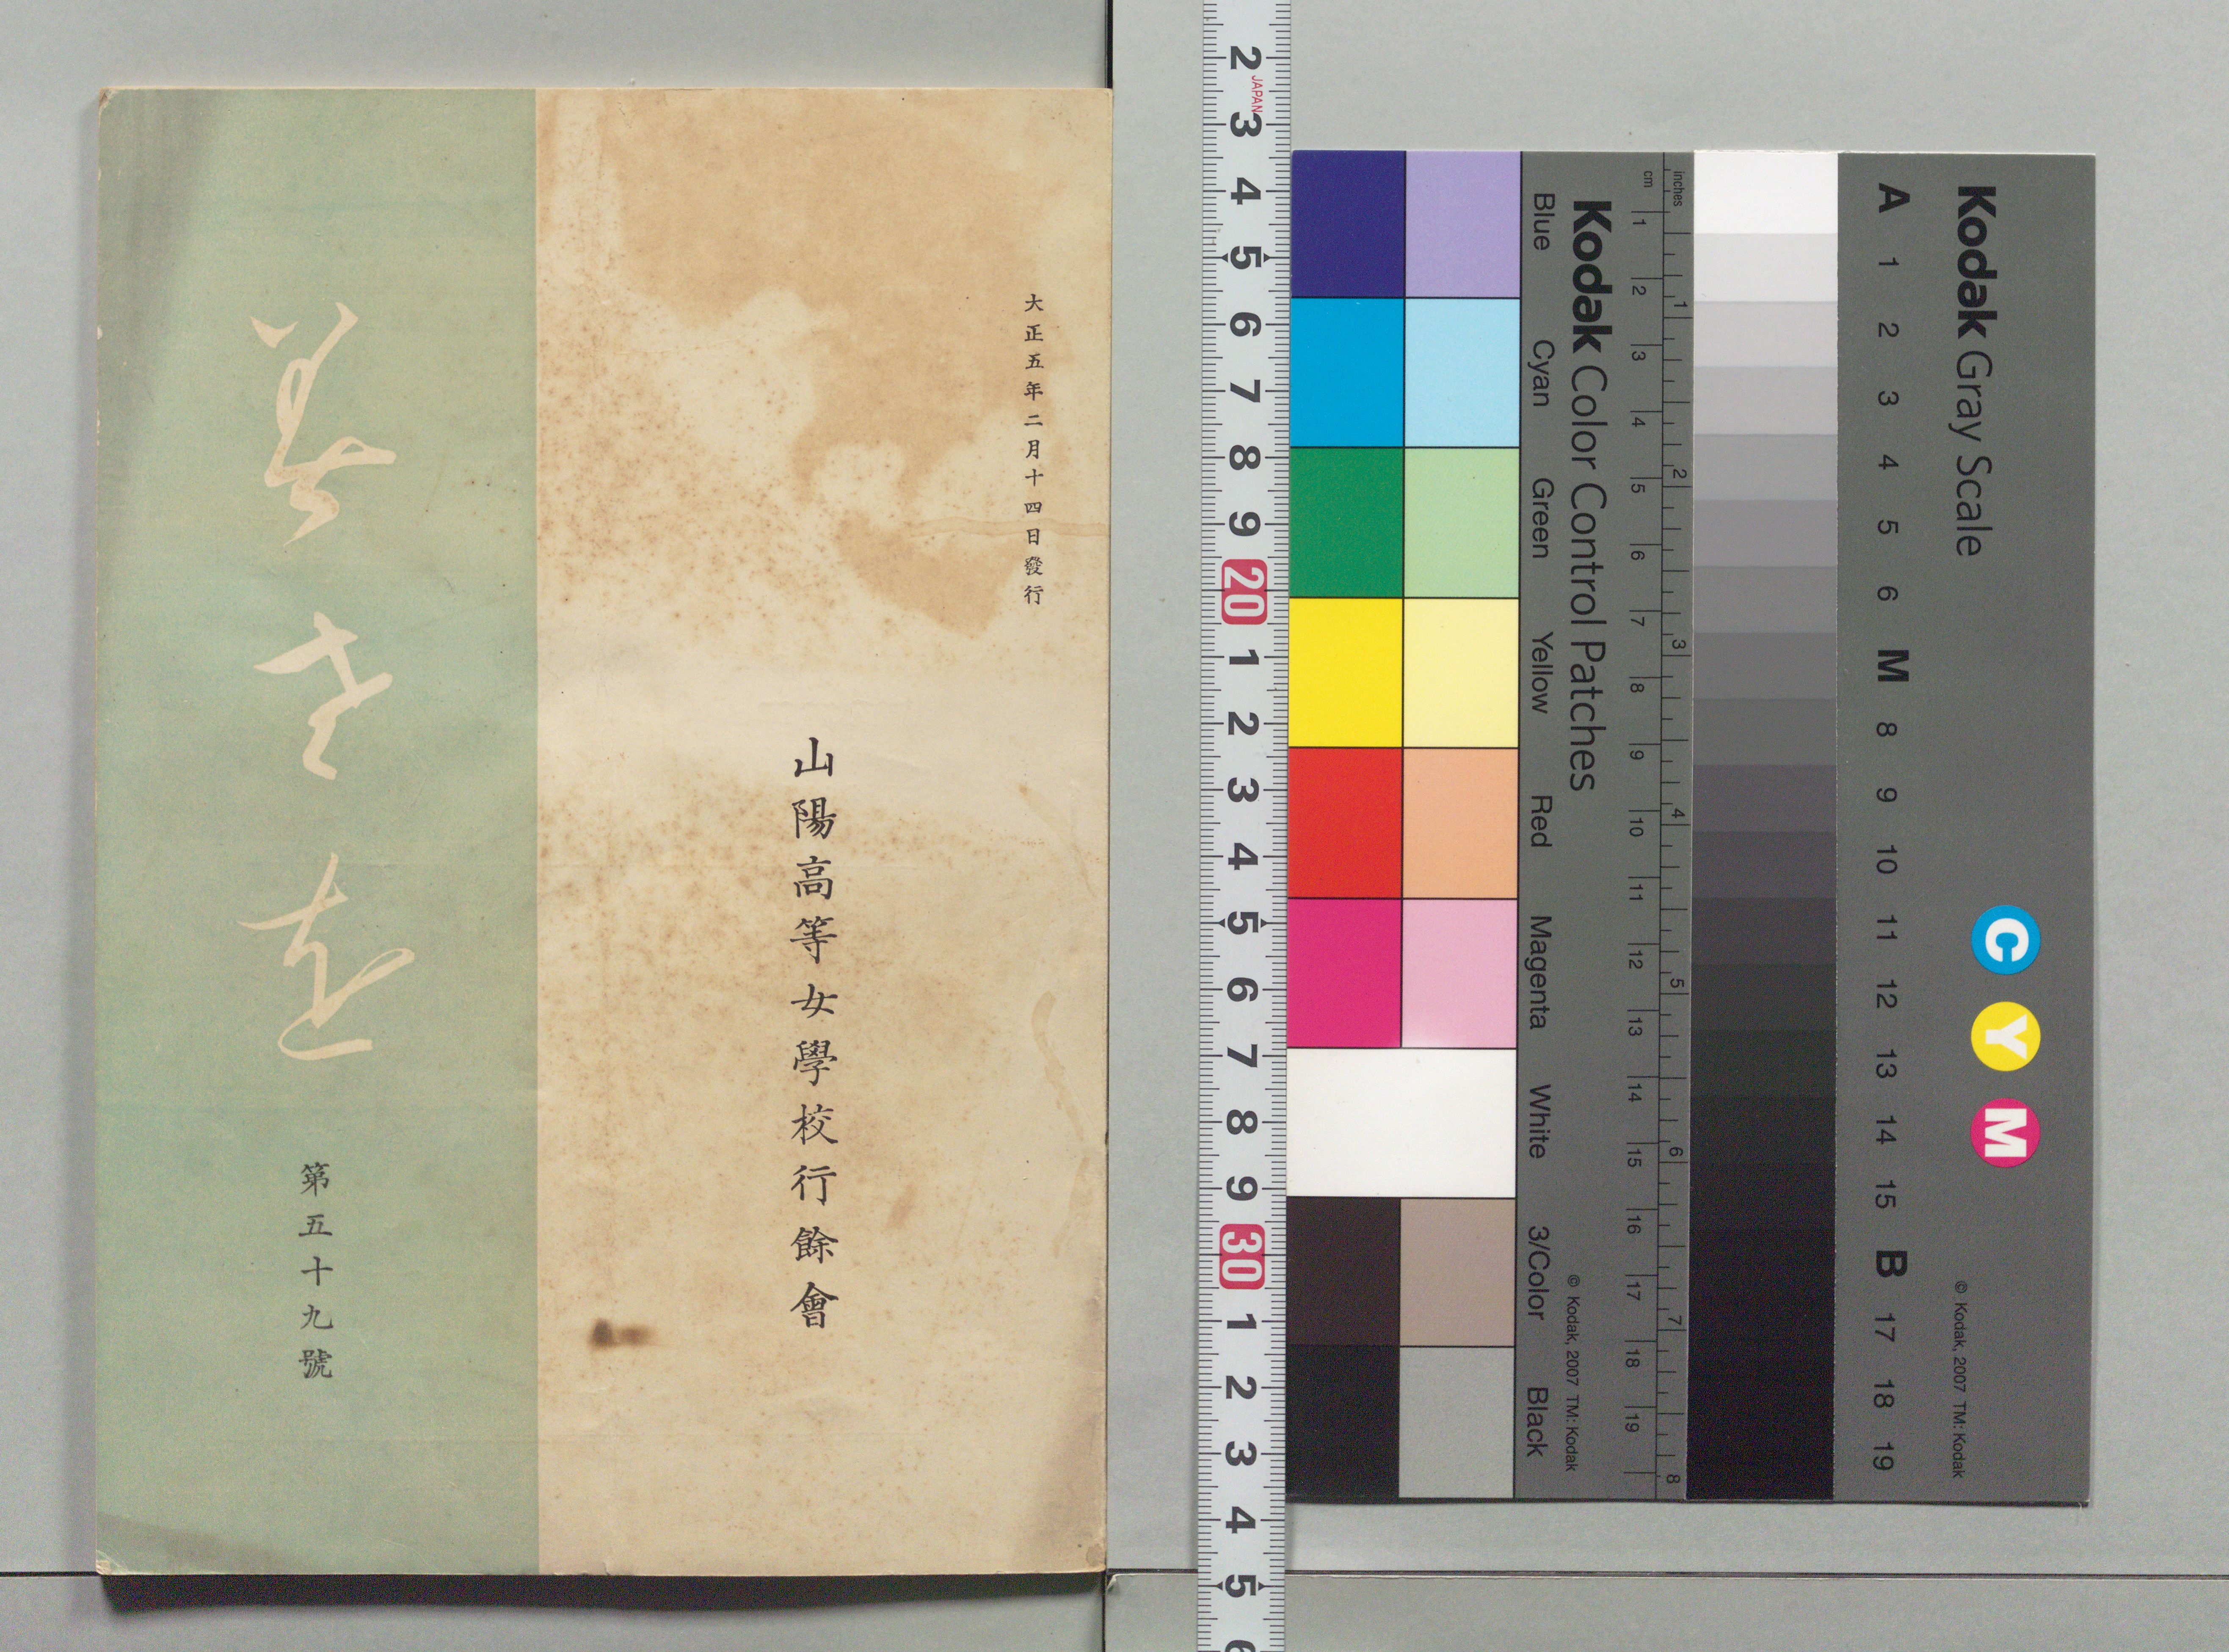 大正五年二月十四日發行
山陽高等女學校行餘會
美さを
第五十九號
2 3 4 5 6 7 8 9 20 1 2 3 4 5 6 7 8 9 30 1 2 3 4 5 6
JAPAN
Blue Cyan Green Yellow Red Magenta White 3/Color Black
Kodak Color Control Patches
© Kodak, 2007 TM: Kodak
cm 1 2 3 4 5 6 7 8 9 10 11 12 13 14 15 16 17 18 19
inches 1 2 3 4 5 6 7 8
A 1 2 3 4 5 6 M 8 9 10 11 12 13 14 15 B 17 18 19
Kodak Gray Scale
C Y M
© Kodak, 2007 TM: Kodak